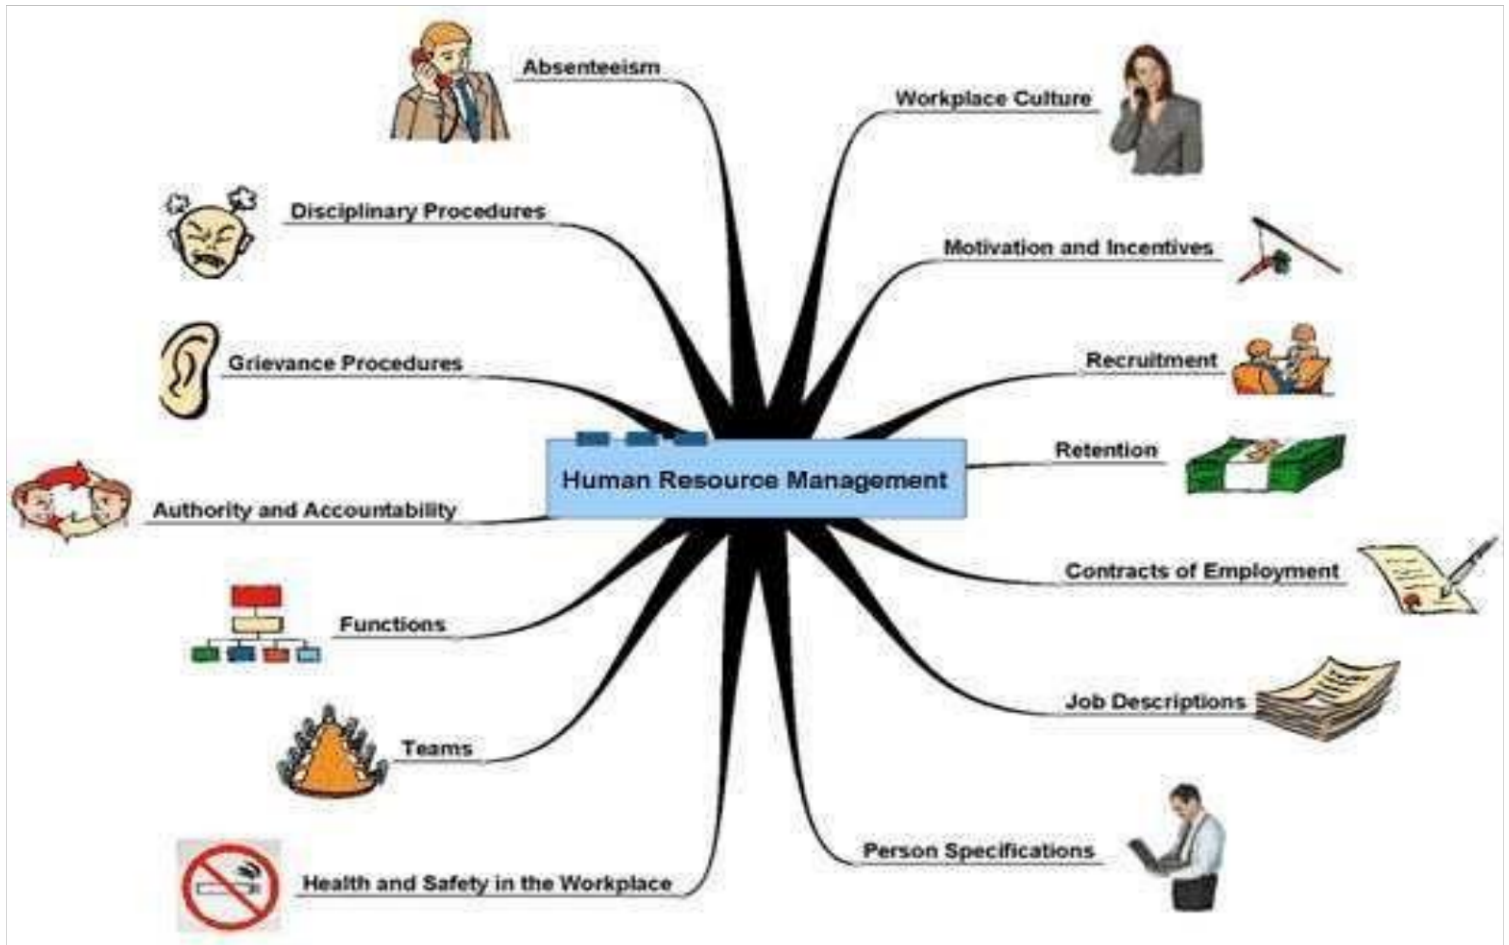 Absenteeism
Workplace Culture
Disciplinary Procedures
Motivation and Incentives
Grievance Procedures
Recruitment
Retention
Human Resource Management
Authority and Accountability
Contracts of Employment
Functions
Job Descriptions
Teams
Person Specifications
Health and Safety in the Workplace